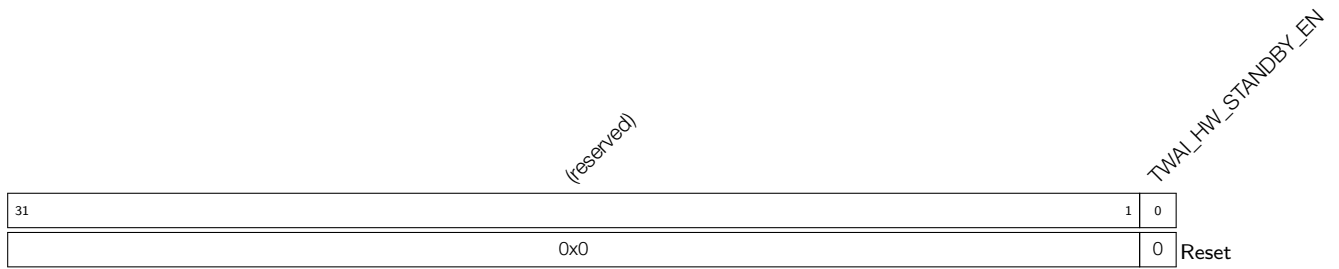 (reserved)
TWAI_HW_STANDBY_EN
31 1 0
0x0 0 Reset